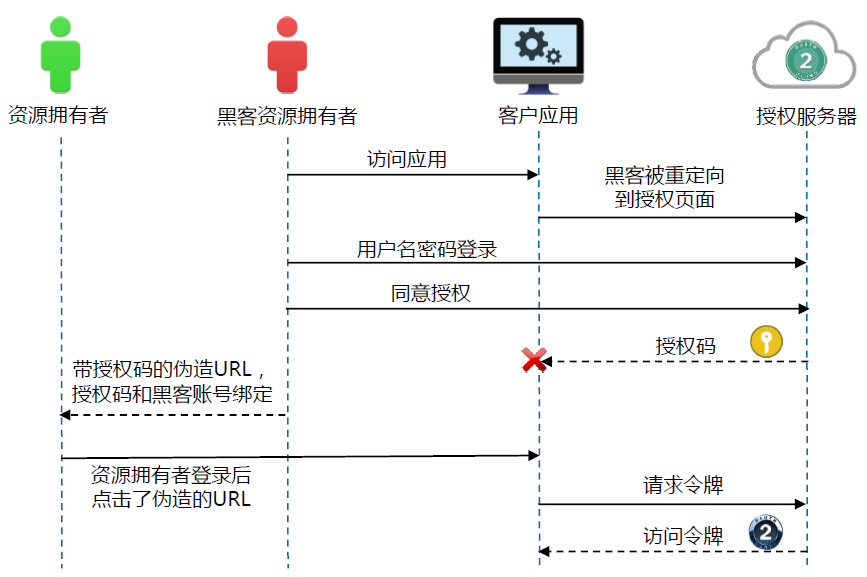 资源拥有者
黑客资源拥有者
客户应用
授权服务器
2
访问应用
黑客被重定向
到授权页面
用户名密码登录
同意授权
授权码
带授权码的伪造URL，
授权码和黑客账号绑定
资源拥有者登录后
点击了伪造的URL
请求令牌
访问令牌
2